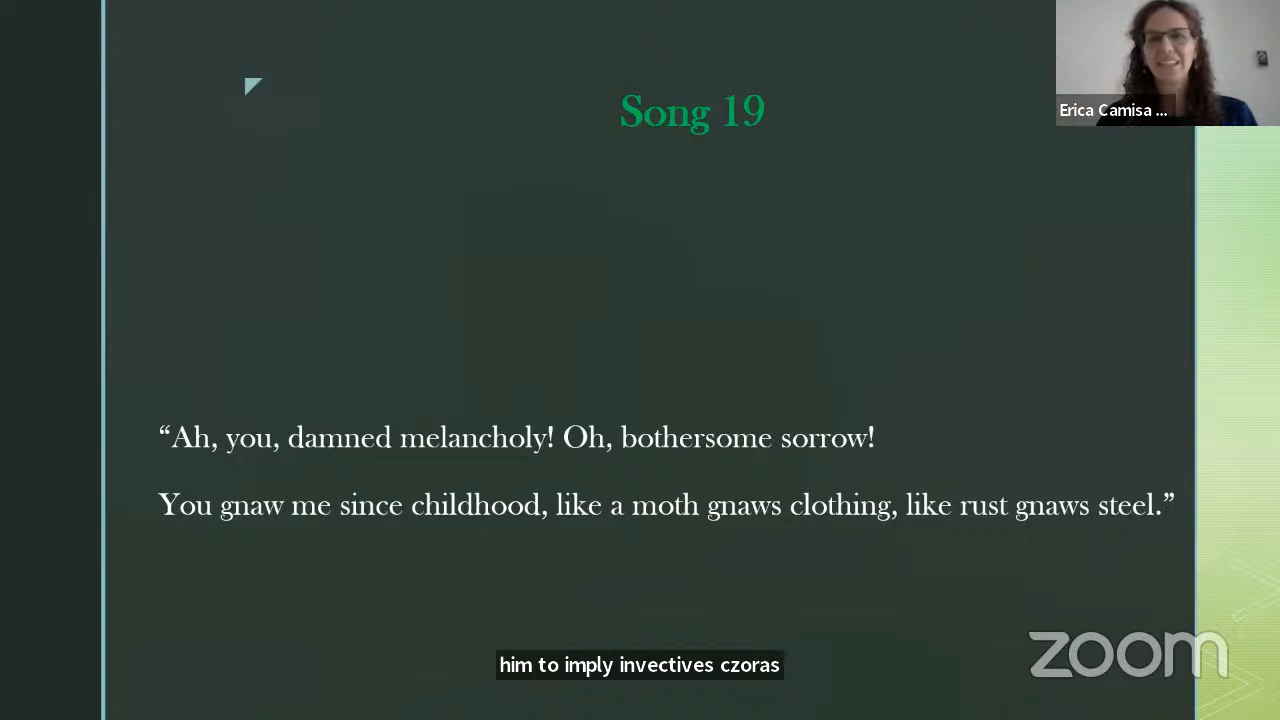 Song 19
Erica Camisa ...
“Ah, you, damned melancholy! Oh, bothersome sorrow!
You gnaw me since childhood, like a moth gnaws clothing, like rust gnaws steel.”
him to imply invectives czoras
zoom